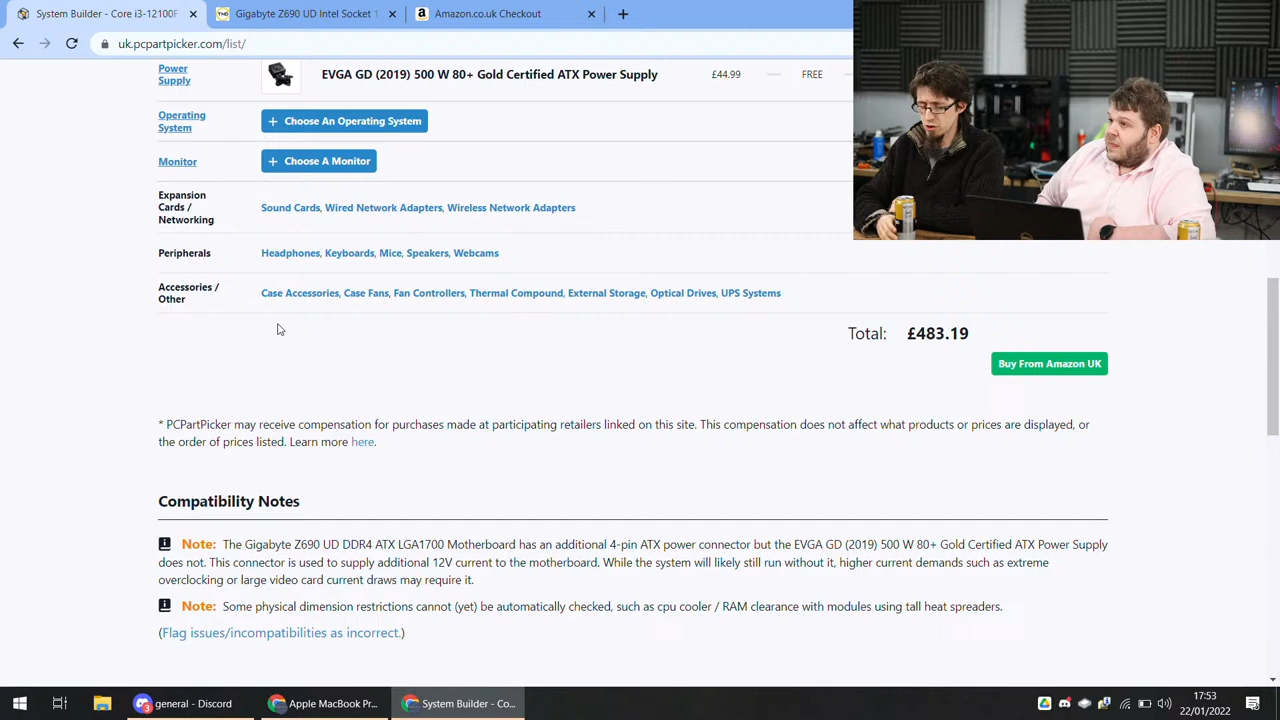 System Builder - Core i3-12100F
Gigabyte Z690 UD Intel Socket 1
Amazon.co.uk Checkout
uk.pcpartpicker.com/list/
Power
Supply
EVGA GD (2019) 500 W 80+ Gold Certified ATX Power Supply £44.99 — FREE
Operating
System
+ Choose An Operating System
Monitor
+ Choose A Monitor
Expansion
Cards /
Networking
Sound Cards, Wired Network Adapters, Wireless Network Adapters
Peripherals
Headphones, Keyboards, Mice, Speakers, Webcams
Accessories /
Other
Case Accessories, Case Fans, Fan Controllers, Thermal Compound, External Storage, Optical Drives, UPS Systems
Total: £483.19
Buy From Amazon UK
* PCPartPicker may receive compensation for purchases made at participating retailers linked on this site. This compensation does not affect what products or prices are displayed, or
the order of prices listed. Learn more here.
Compatibility Notes
Note: The Gigabyte Z690 UD DDR4 ATX LGA1700 Motherboard has an additional 4-pin ATX power connector but the EVGA GD (2019) 500 W 80+ Gold Certified ATX Power Supply
does not. This connector is used to supply additional 12V current to the motherboard. While the system will likely still run without it, higher current demands such as extreme
overclocking or large video card current draws may require it.
Note: Some physical dimension restrictions cannot (yet) be automatically checked, such as cpu cooler / RAM clearance with modules using tall heat spreaders.
(Flag issues/incompatibilities as incorrect.)
general - Discord
Apple MacBook Pr...
System Builder - Co...
17:53
22/01/2022